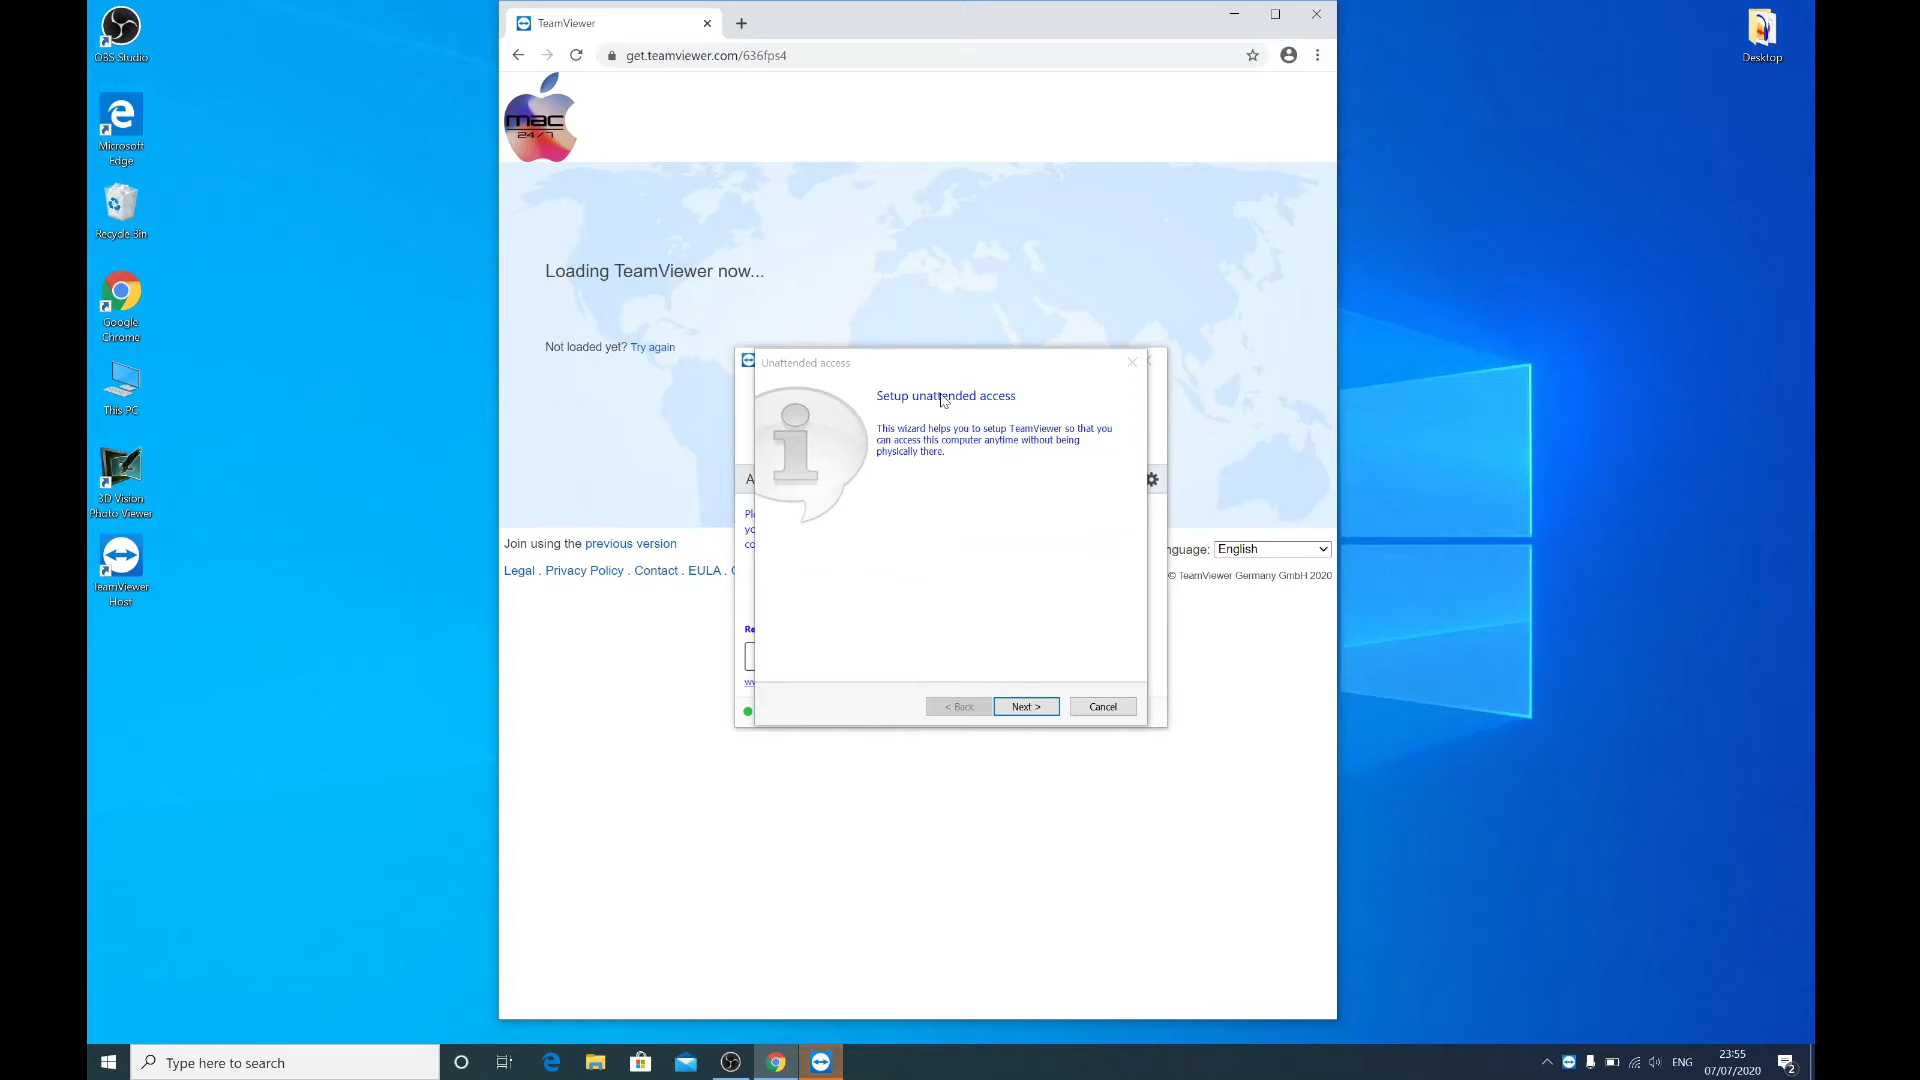 OBS Studio
Microsoft
Edge
Recycle Bin
Google
Chrome
This PC
3D Vision
Photo Viewer
TeamViewer
Host
Desktop
TeamViewer
get.teamviewer.com/636fps4
mac
24/7
Loading TeamViewer now...
Not loaded yet? Try again
Unattended access
Setup unattended access
This wizard helps you to setup TeamViewer so that you
can access this computer anytime without being
physically there.
< Back
Next >
Cancel
Join using the previous version
Legal . Privacy Policy . Contact . EULA .
English
© TeamViewer Germany GmbH 2020
Type here to search
ENG
23:55
07/07/2020
2